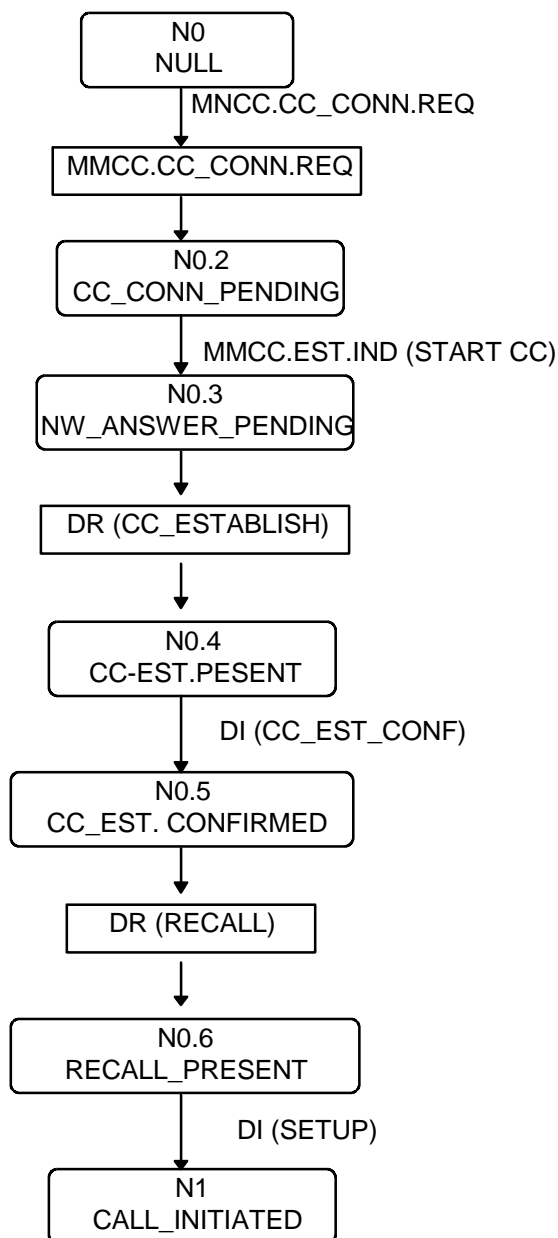 N0
NULL
MNCC.CC_CONN.REQ
MMCC.CC_CONN.REQ
N0.2
CC_CONN_PENDING
MMCC.EST.IND (START CC)
N0.3
NW_ANSWER_PENDING
DR (CC_ESTABLISH)
N0.4
CC-EST.PESENT
DI (CC_EST_CONF)
N0.5
CC_EST. CONFIRMED
DR (RECALL)
N0.6
RECALL_PRESENT
DI (SETUP)
N1
CALL_INITIATED